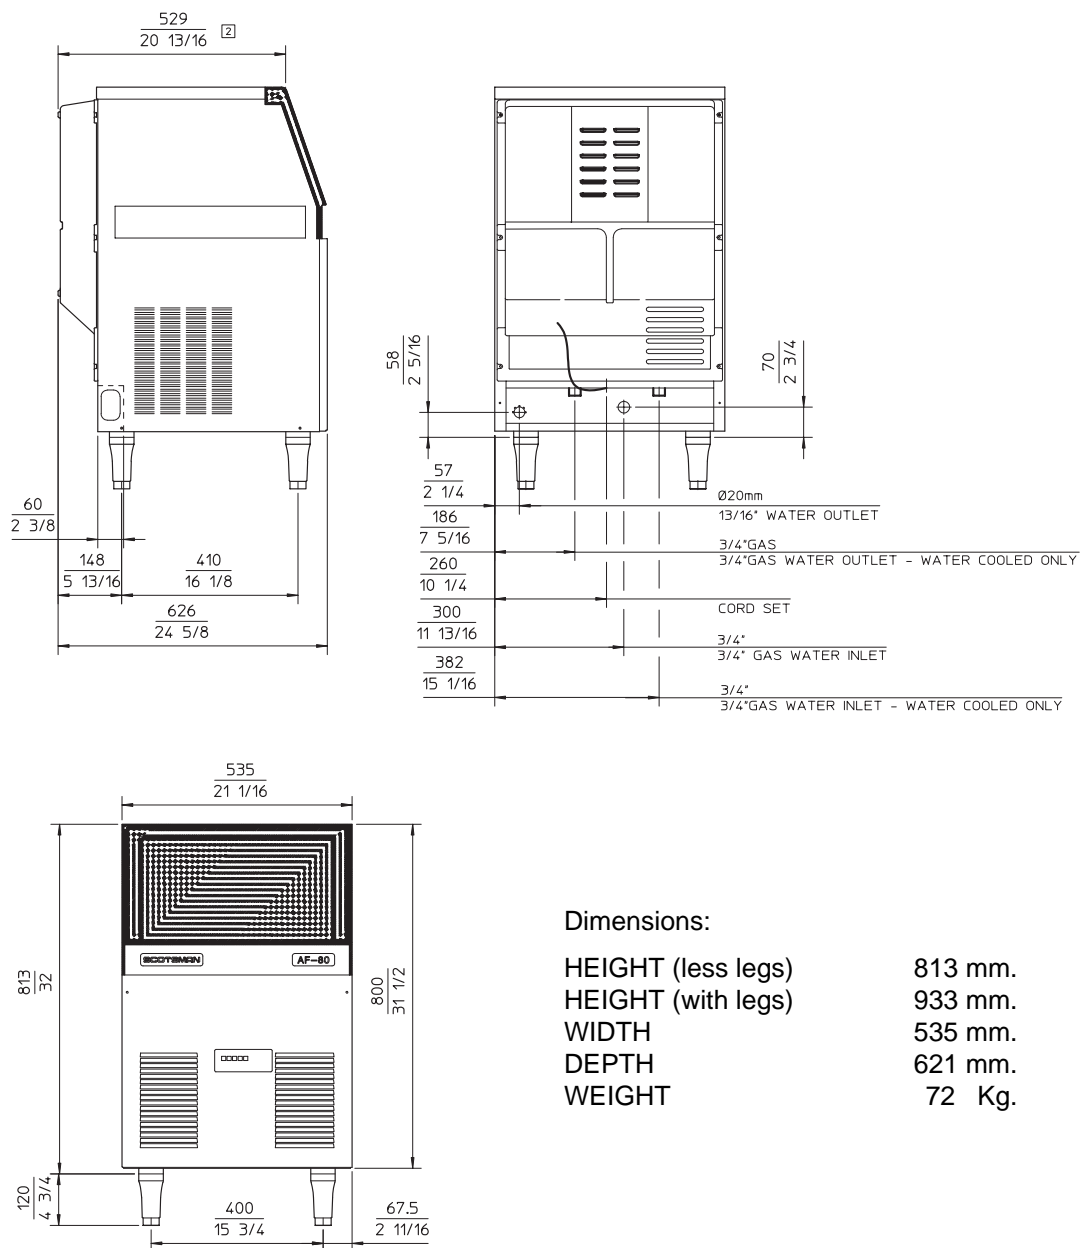 529
20 13/16
2
58
2 5/16
70
2 3/4
60
2 3/8
148
5 13/16
410
16 1/8
626
24 5/8
57
2 1/4
186
7 5/16
260
10 1/4
300
11 13/16
382
15 1/16
Ø20mm
13/16" WATER OUTLET
3/4"GAS
3/4"GAS WATER OUTLET - WATER COOLED ONLY
CORD SET
3/4"
3/4" GAS WATER INLET
3/4"
3/4"GAS WATER INLET - WATER COOLED ONLY
535
21 1/16
813
32
SCOTSMAN
AF-80
800
31 1/2
120
4 3/4
400
15 3/4
67.5
2 11/16
Dimensions:
HEIGHT (less legs) 813 mm.
HEIGHT (with legs) 933 mm.
WIDTH 535 mm.
DEPTH 621 mm.
WEIGHT 72 Kg.